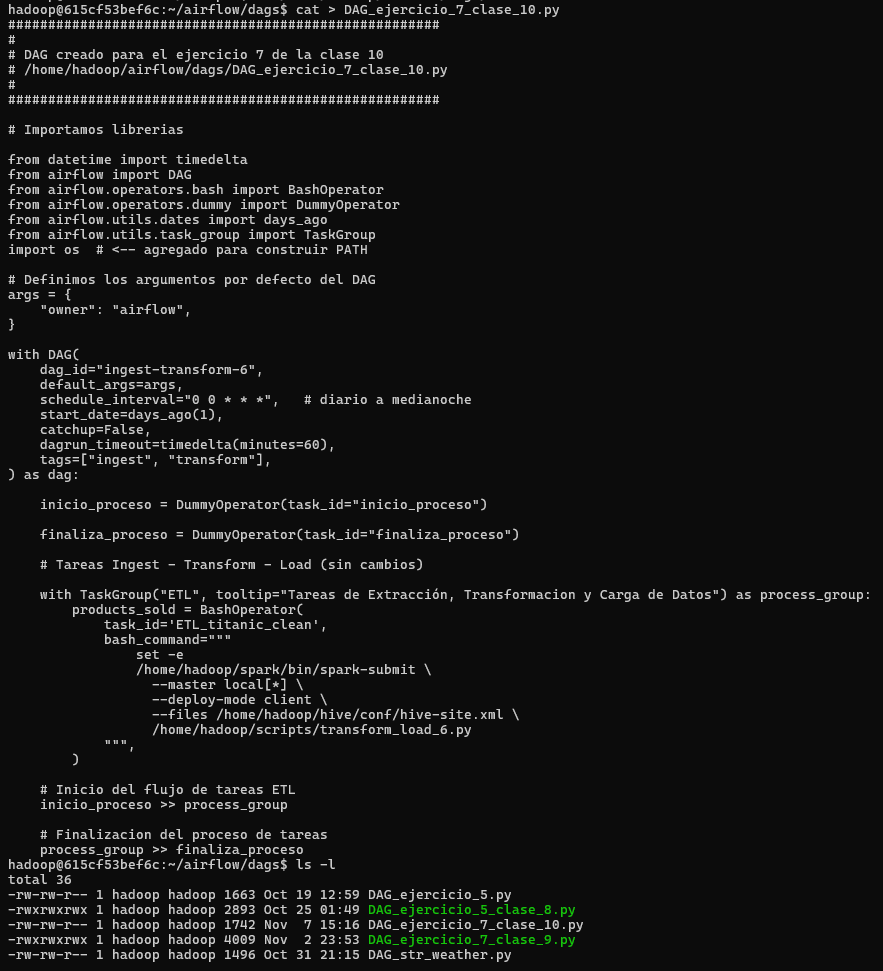 hadoop@615cf53bef6c:~/airflow/dags$ cat > DAG_ejercicio_7_clase_10.py
######################################################
#
# DAG creado para el ejercicio 7 de la clase 10
# /home/hadoop/airflow/dags/DAG_ejercicio_7_clase_10.py
#
######################################################

# Importamos librerias

from datetime import timedelta
from airflow import DAG
from airflow.operators.bash import BashOperator
from airflow.operators.dummy import DummyOperator
from airflow.utils.dates import days_ago
from airflow.utils.task_group import TaskGroup
import os  # <-- agregado para construir PATH

# Definimos los argumentos por defecto del DAG
args = {
    "owner": "airflow",
}

with DAG(
    dag_id="ingest-transform-6",
    default_args=args,
    schedule_interval="0 0 * * *",   # diario a medianoche
    start_date=days_ago(1),
    catchup=False,
    dagrun_timeout=timedelta(minutes=60),
    tags=["ingest", "transform"],
) as dag:

    inicio_proceso = DummyOperator(task_id="inicio_proceso")

    finaliza_proceso = DummyOperator(task_id="finaliza_proceso")

    # Tareas Ingest - Transform - Load (sin cambios)

    with TaskGroup("ETL", tooltip="Tareas de Extracción, Transformacion y Carga de Datos") as process_group:
        products_sold = BashOperator(
            task_id='ETL_titanic_clean',
            bash_command="""
                set -e
                /home/hadoop/spark/bin/spark-submit \
                  --master local[*] \
                  --deploy-mode client \
                  --files /home/hadoop/hive/conf/hive-site.xml \
                  /home/hadoop/scripts/transform_load_6.py
            """,
        )

    # Inicio del flujo de tareas ETL
    inicio_proceso >> process_group

    # Finalizacion del proceso de tareas
    process_group >> finaliza_proceso
hadoop@615cf53bef6c:~/airflow/dags$ ls -l
total 36
-rw-rw-r-- 1 hadoop hadoop 1663 Oct 19 12:59 DAG_ejercicio_5.py
-rwxrwxrwx 1 hadoop hadoop 2893 Oct 25 01:49 DAG_ejercicio_5_clase_8.py
-rw-rw-r-- 1 hadoop hadoop 1742 Nov  7 15:16 DAG_ejercicio_7_clase_10.py
-rwxrwxrwx 1 hadoop hadoop 4009 Nov  2 23:53 DAG_ejercicio_7_clase_9.py
-rw-rw-r-- 1 hadoop hadoop 1496 Oct 31 21:15 DAG_str_weather.py